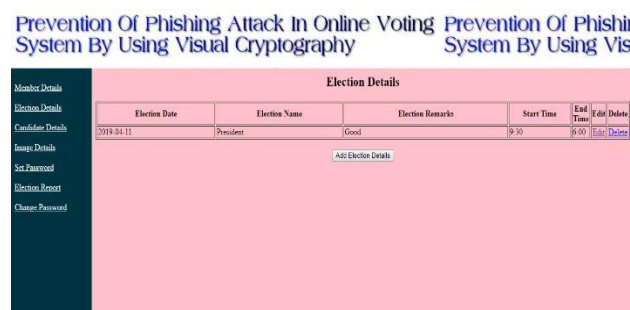 Prevention Of Phishing Attack In Online Voting Prevention Of Phishin
System By Using Visual Cryptography System By Using Vis
Member Details
Election Details
Candidate Details
Image Details
Set Password
Election Report
Change Password
Election Details
Election Date Election Name Election Remarks Start Time End Time Edit Delete
2019-04-11 President Good 9:30 6:00 Edit Delete
Add Election Details